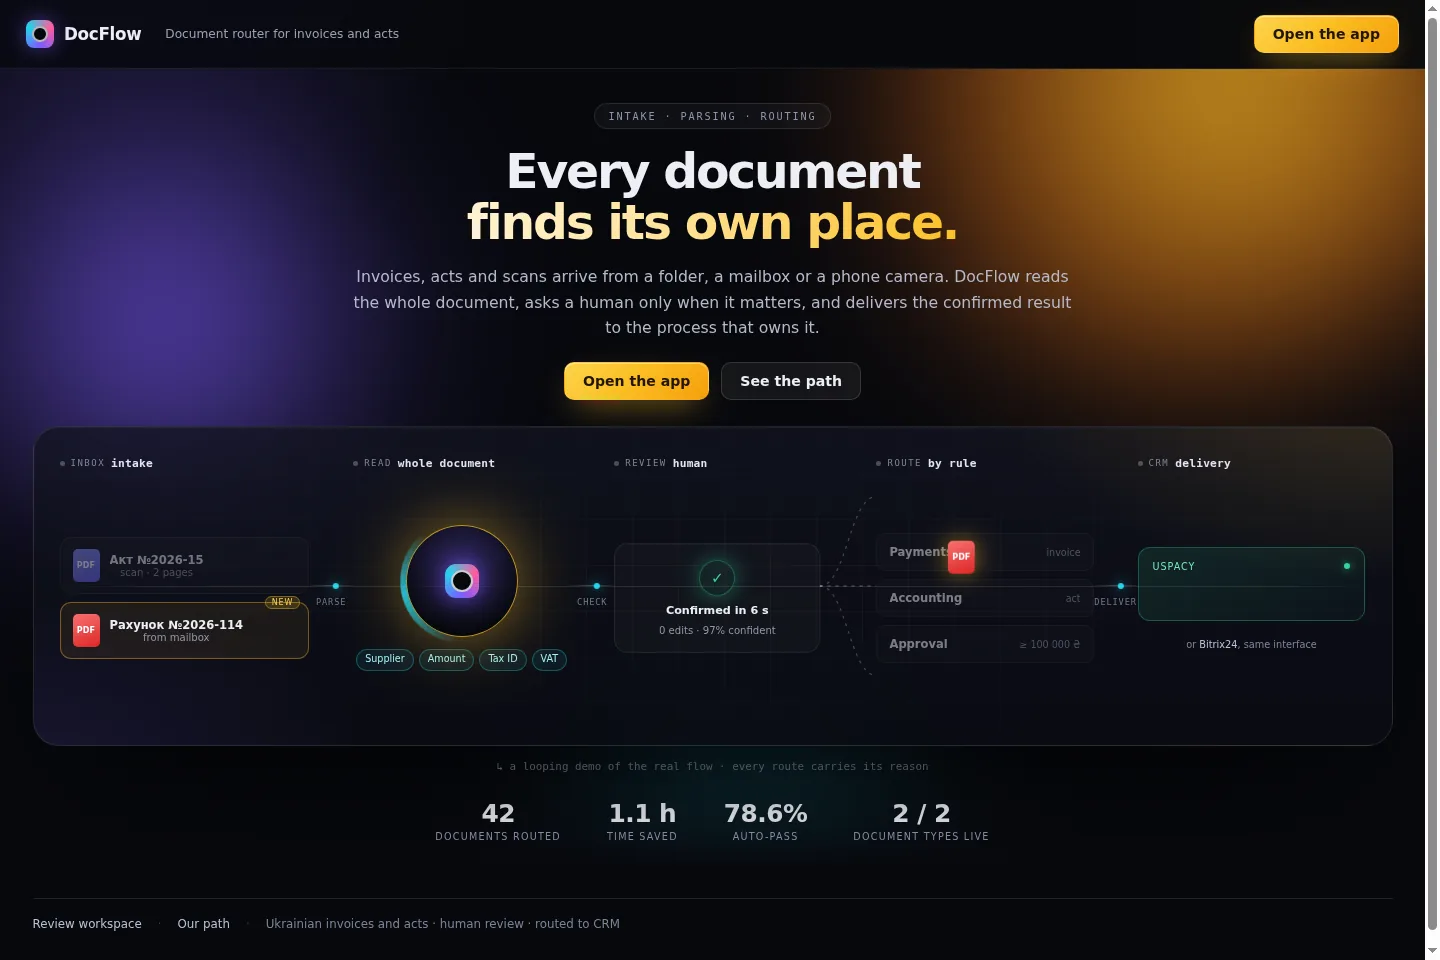 DocFlow
Document router for invoices and acts
Open the app
INTAKE · PARSING · ROUTING
Every document
finds its own place.
Invoices, acts and scans arrive from a folder, a mailbox or a phone camera. DocFlow reads
the whole document, asks a human only when it matters, and delivers the confirmed result
to the process that owns it.
Open the app
See the path
INBOX intake
READ whole document
REVIEW human
ROUTE by rule
CRM delivery
PDF
Акт №2026-15
scan · 2 pages
NEW
PDF
Рахунок №2026-114
from mailbox
PARSE
Supplier
Amount
Tax ID
VAT
CHECK
✓
Confirmed in 6 s
0 edits · 97% confident
Payments
PDF
invoice
Accounting
act
Approval
≥ 100 000 ₴
DELIVER
USPACY
or Bitrix24, same interface
↳ a looping demo of the real flow · every route carries its reason
42
DOCUMENTS ROUTED
1.1 h
TIME SAVED
78.6%
AUTO-PASS
2 / 2
DOCUMENT TYPES LIVE
Review workspace · Our path · Ukrainian invoices and acts · human review · routed to CRM